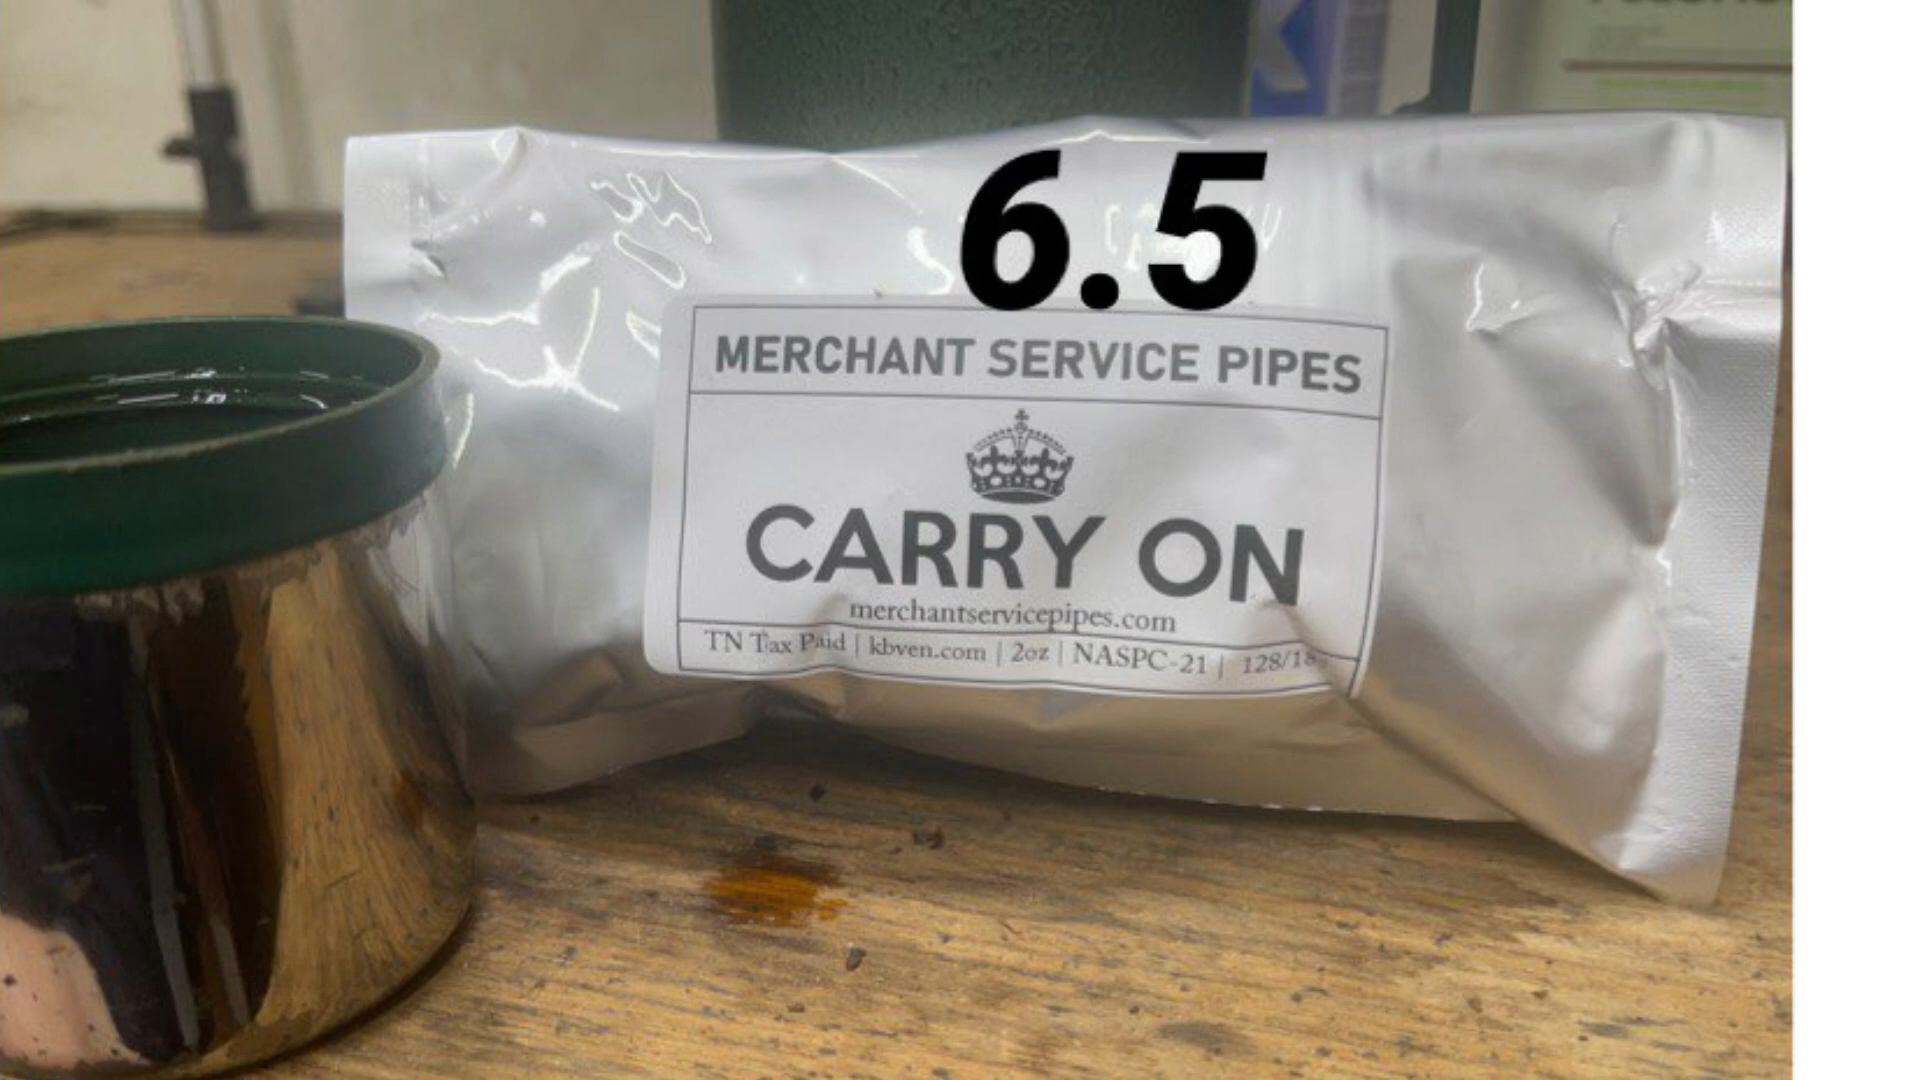 6.5
MERCHANT SERVICE PIPES
CARRY ON
merchantservicepipes.com
TN Tax Paid | kbven.com | 2oz | NASPC-21 |